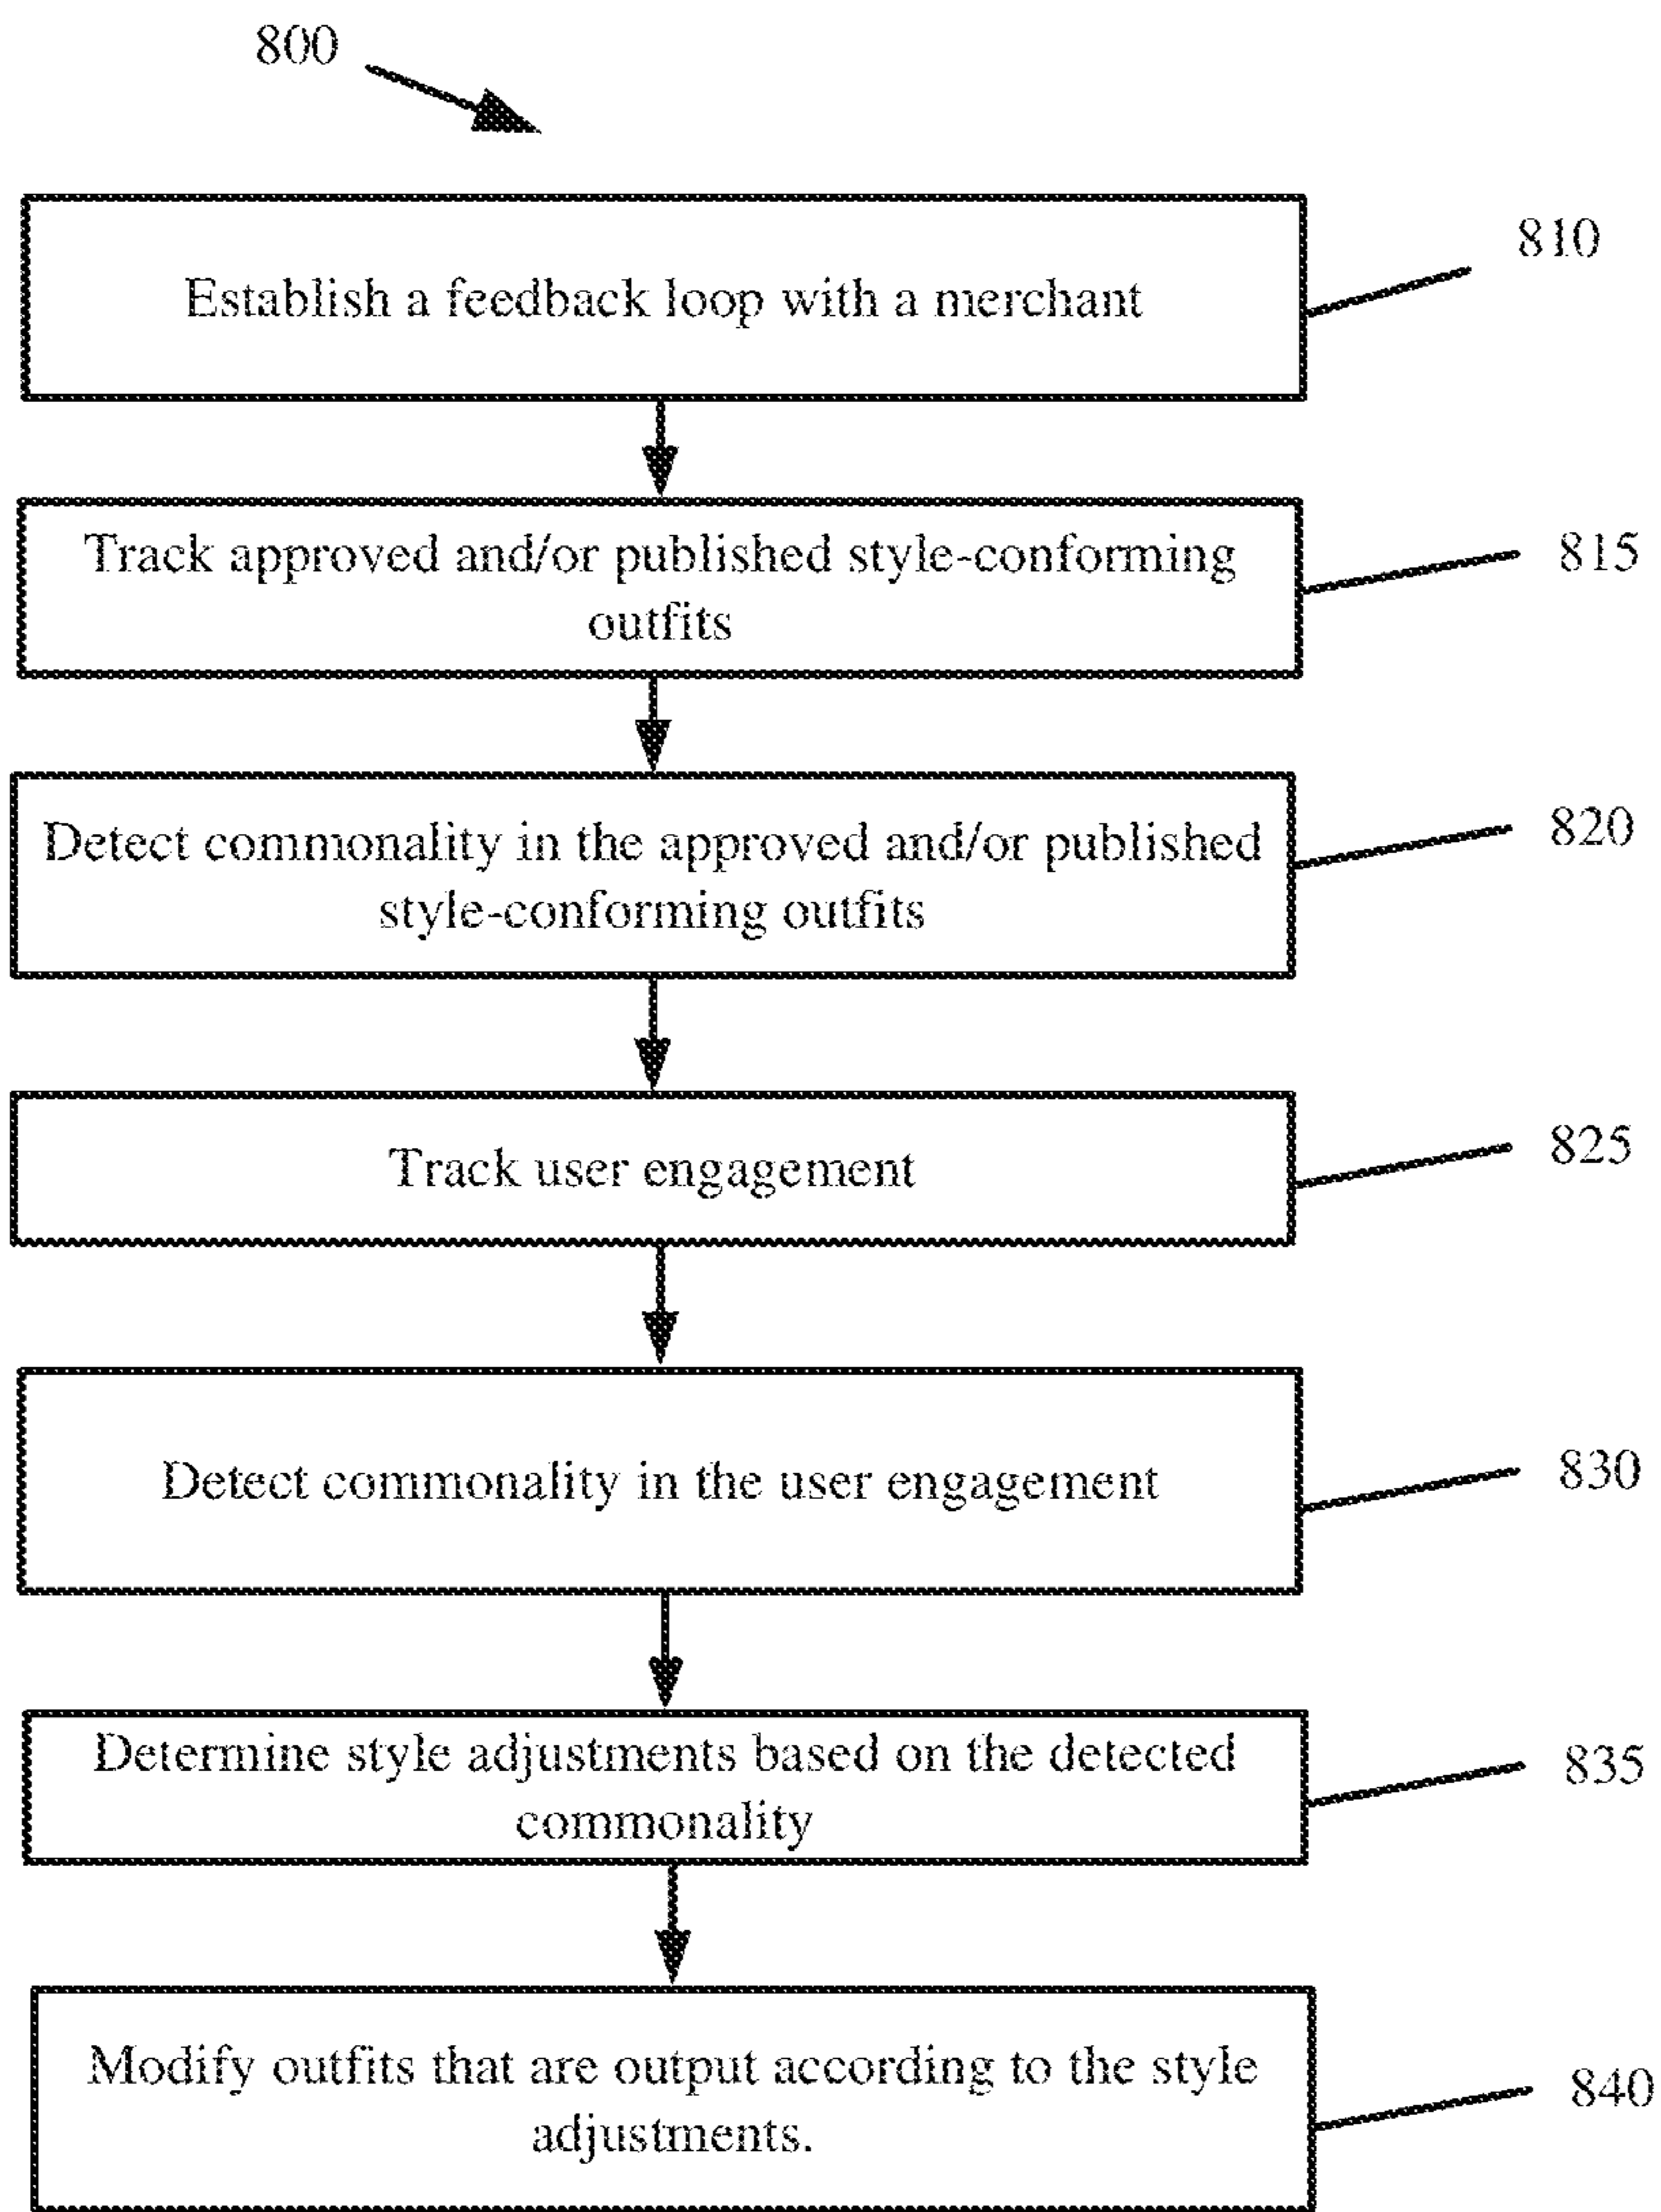 800
Establish a feedback loop with a merchant
810
Track approved and/or published style-conforming
outfits
815
Detect commonality in the approved and/or published
style-conforming outfits
820
Track user engagement
825
Detect commonality in the user engagement
830
Determine style adjustments based on the detected
commonality
835
Modify outfits that are output according to the style
adjustments.
840